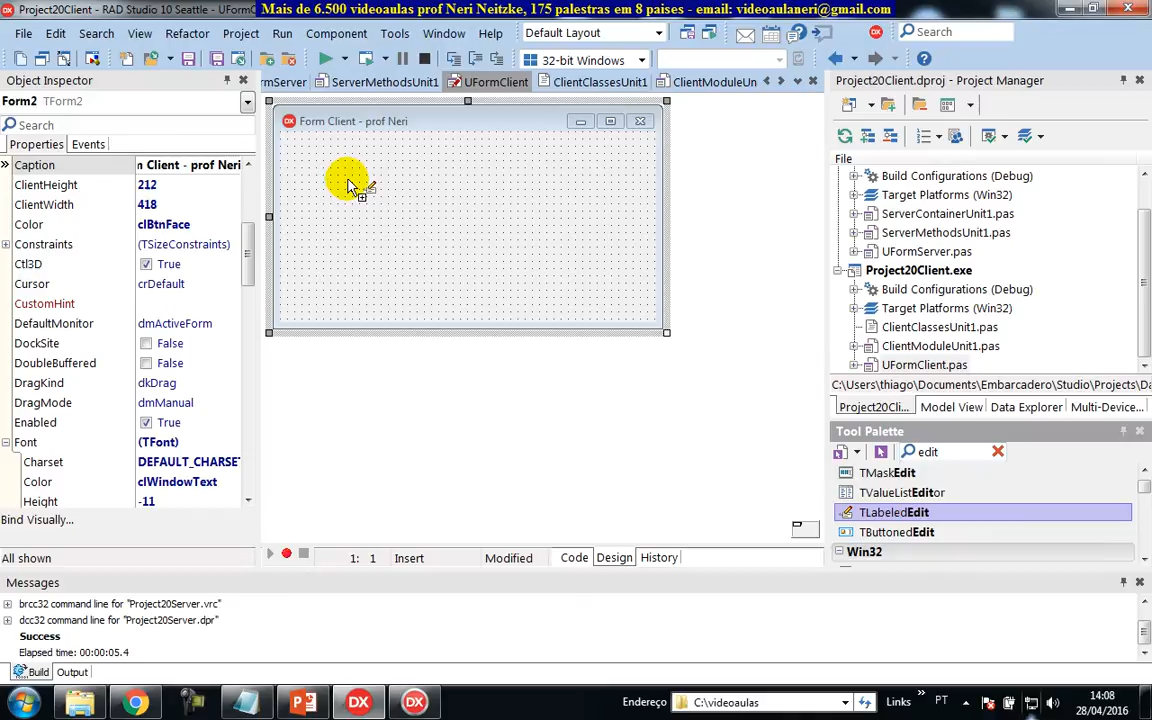 Project20Client - RAD Studio 10 Seattle - UFormC
Mais de 6.500 videoaulas prof Neri Neitzke, 175 palestras em 8 paises - email: videoaulaneri@gmail.com
File Edit Search View Refactor Project Run Component Tools Window Help
Default Layout
Search
32-bit Windows
Object Inspector
rmServer ServerMethodsUnit1 UFormClient ClientClassesUnit1 ClientModuleUn
Project20Client.dproj - Project Manager
Form2 TForm2
Search
Properties Events
Caption n Client - prof Neri
ClientHeight 212
ClientWidth 418
Color clBtnFace
Constraints (TSizeConstraints)
Ctl3D True
Cursor crDefault
CustomHint
DefaultMonitor dmActiveForm
DockSite False
DoubleBuffered False
DragKind dkDrag
DragMode dmManual
Enabled True
Font (TFont)
Charset DEFAULT_CHARSET
Color clWindowText
Height -11
Bind Visually...
All shown
Form Client - prof Neri
1: 1 Insert Modified Code Design History
File
Build Configurations (Debug)
Target Platforms (Win32)
ServerContainerUnit1.pas
ServerMethodsUnit1.pas
UFormServer.pas
Project20Client.exe
Build Configurations (Debug)
Target Platforms (Win32)
ClientClassesUnit1.pas
ClientModuleUnit1.pas
UFormClient.pas
C:\Users\thiago\Documents\Embarcadero\Studio\Projects\Da
Project20Cli... Model View Data Explorer Multi-Device...
Tool Palette
edit
TMaskEdit
TValueListEditor
TLabeledEdit
TButtonedEdit
Win32
Messages
brcc32 command line for "Project20Server.vrc"
dcc32 command line for "Project20Server.dpr"
Success
Elapsed time: 00:00:05.4
Build Output
Endereço C:\videoaulas Links PT 14:08
28/04/2016